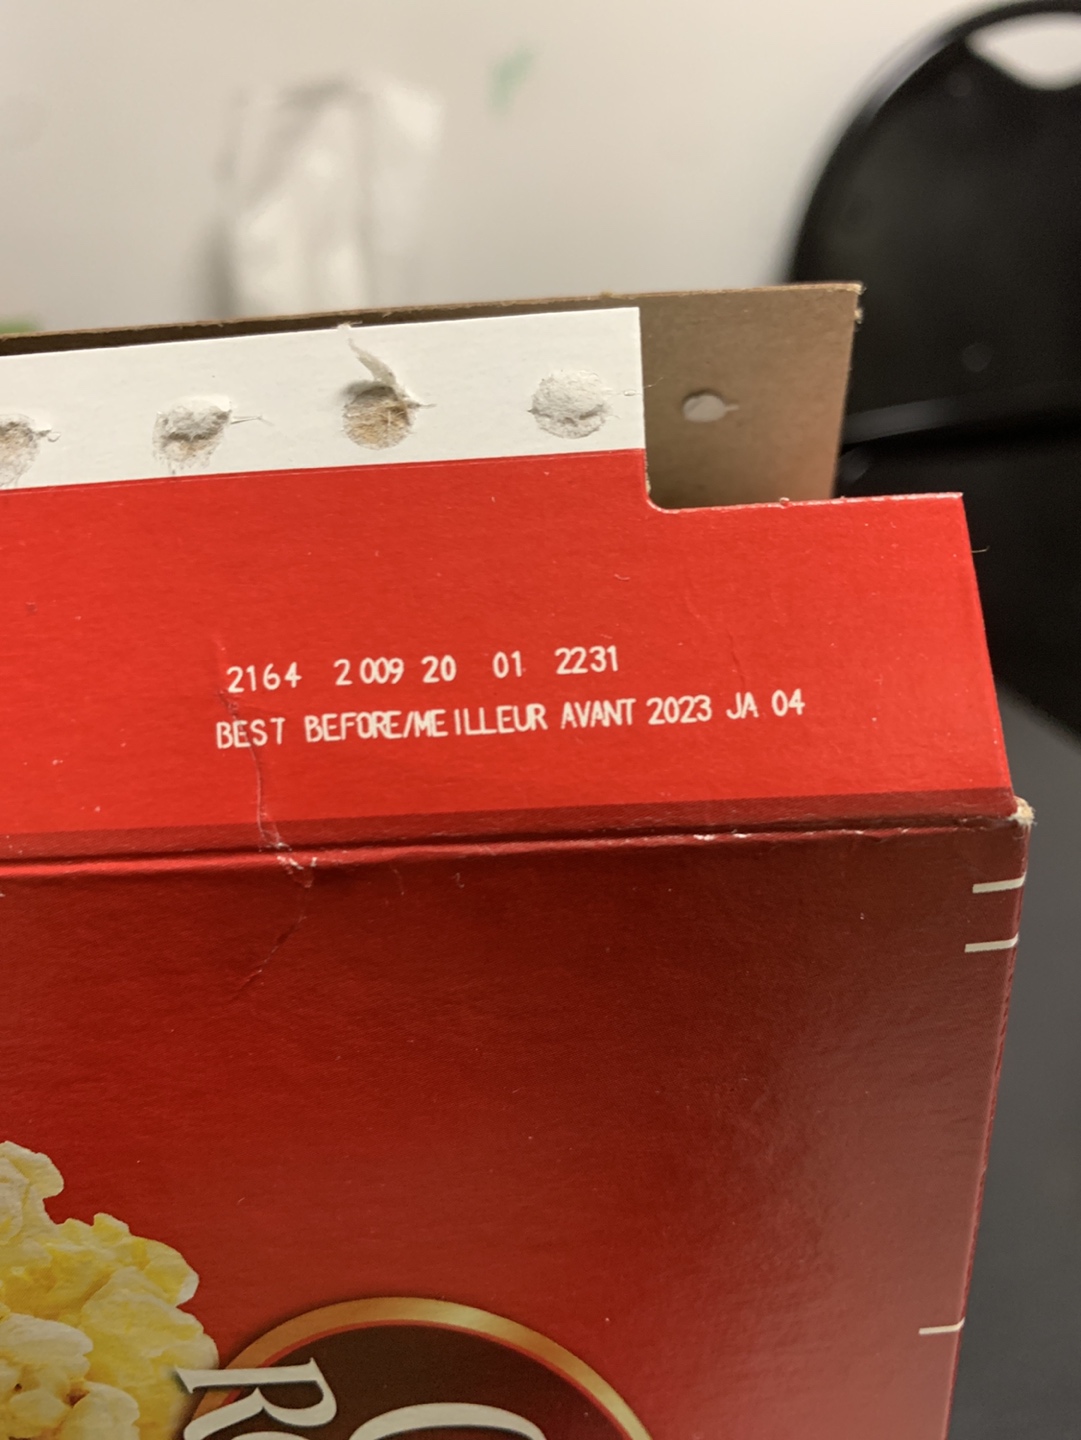 2164 2009 20 01 2231
BEST BEFORE/MEILLEUR AVANT 2023 JA 04